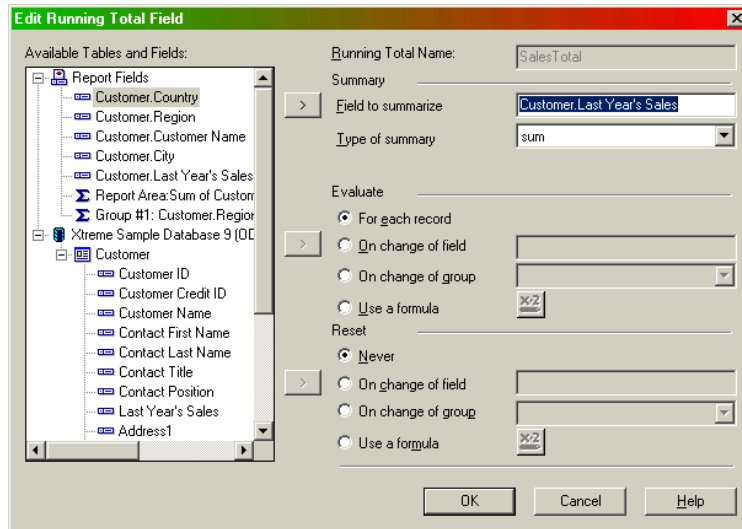 Edit Running Total Field
Available Tables and Fields:
Report Fields
Customer.Country
Customer.Region
Customer.Customer Name
Customer.City
Customer.Last Year's Sales
Report Area:Sum of Custom
Group #1: Customer.Region
Xtreme Sample Database 9 (OD
Customer
Customer ID
Customer Credit ID
Customer Name
Contact First Name
Contact Last Name
Contact Title
Contact Position
Last Year's Sales
Address1
Running Total Name: SalesTotal
Summary
> Field to summarize Customer.Last Year's Sales
Type of summary sum
Evaluate
For each record
> On change of field
On change of group
Use a formula x-2
Reset
Never
> On change of field
On change of group
Use a formula x-2
OK Cancel Help